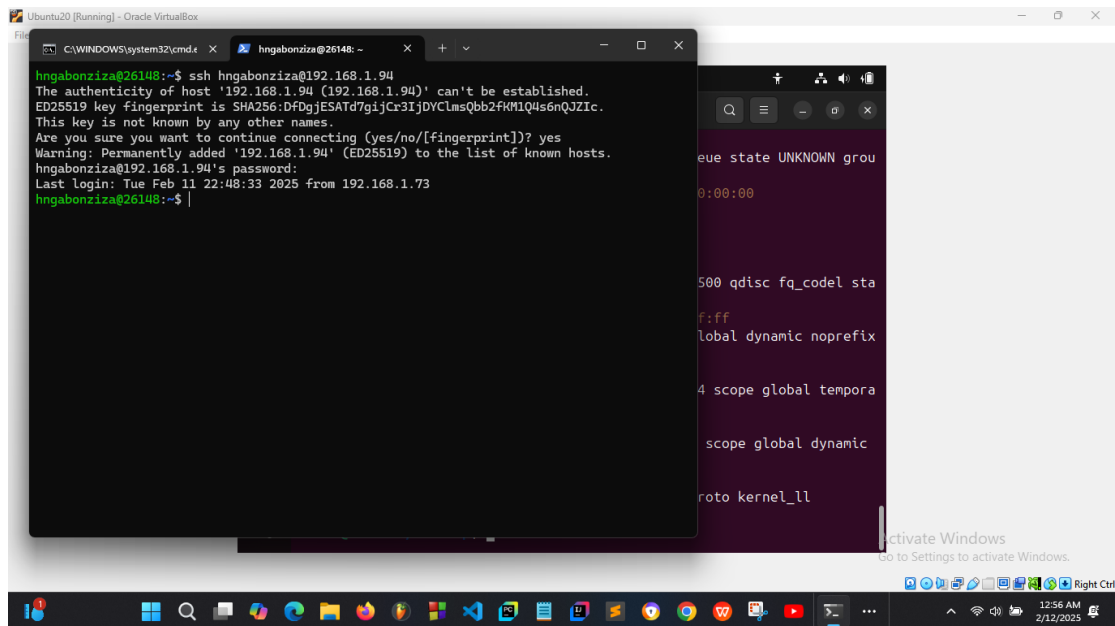 Ubuntu20 [Running] - Oracle VirtualBox
File
C:\WINDOWS\system32\cmd.e
hngabonziza@26148: ~
hngabonziza@26148:~$ ssh hngabonziza@192.168.1.94
The authenticity of host '192.168.1.94 (192.168.1.94)' can't be established.
ED25519 key fingerprint is SHA256:DfDgjESATd7gijCr3IjDYClmsQbb2fKM1Q4s6nQJZIc.
This key is not known by any other names.
Are you sure you want to continue connecting (yes/no/[fingerprint])? yes
Warning: Permanently added '192.168.1.94' (ED25519) to the list of known hosts.
hngabonziza@192.168.1.94's password:
Last login: Tue Feb 11 22:48:33 2025 from 192.168.1.73
hngabonziza@26148:~$
eue state UNKNOWN grou
0:00:00
500 qdisc fq_codel sta
f:ff
lobal dynamic noprefix
4 scope global tempora
scope global dynamic
roto kernel_ll
Activate Windows
Go to Settings to activate Windows.
Right Ctrl
1
12:56 AM
2/12/2025